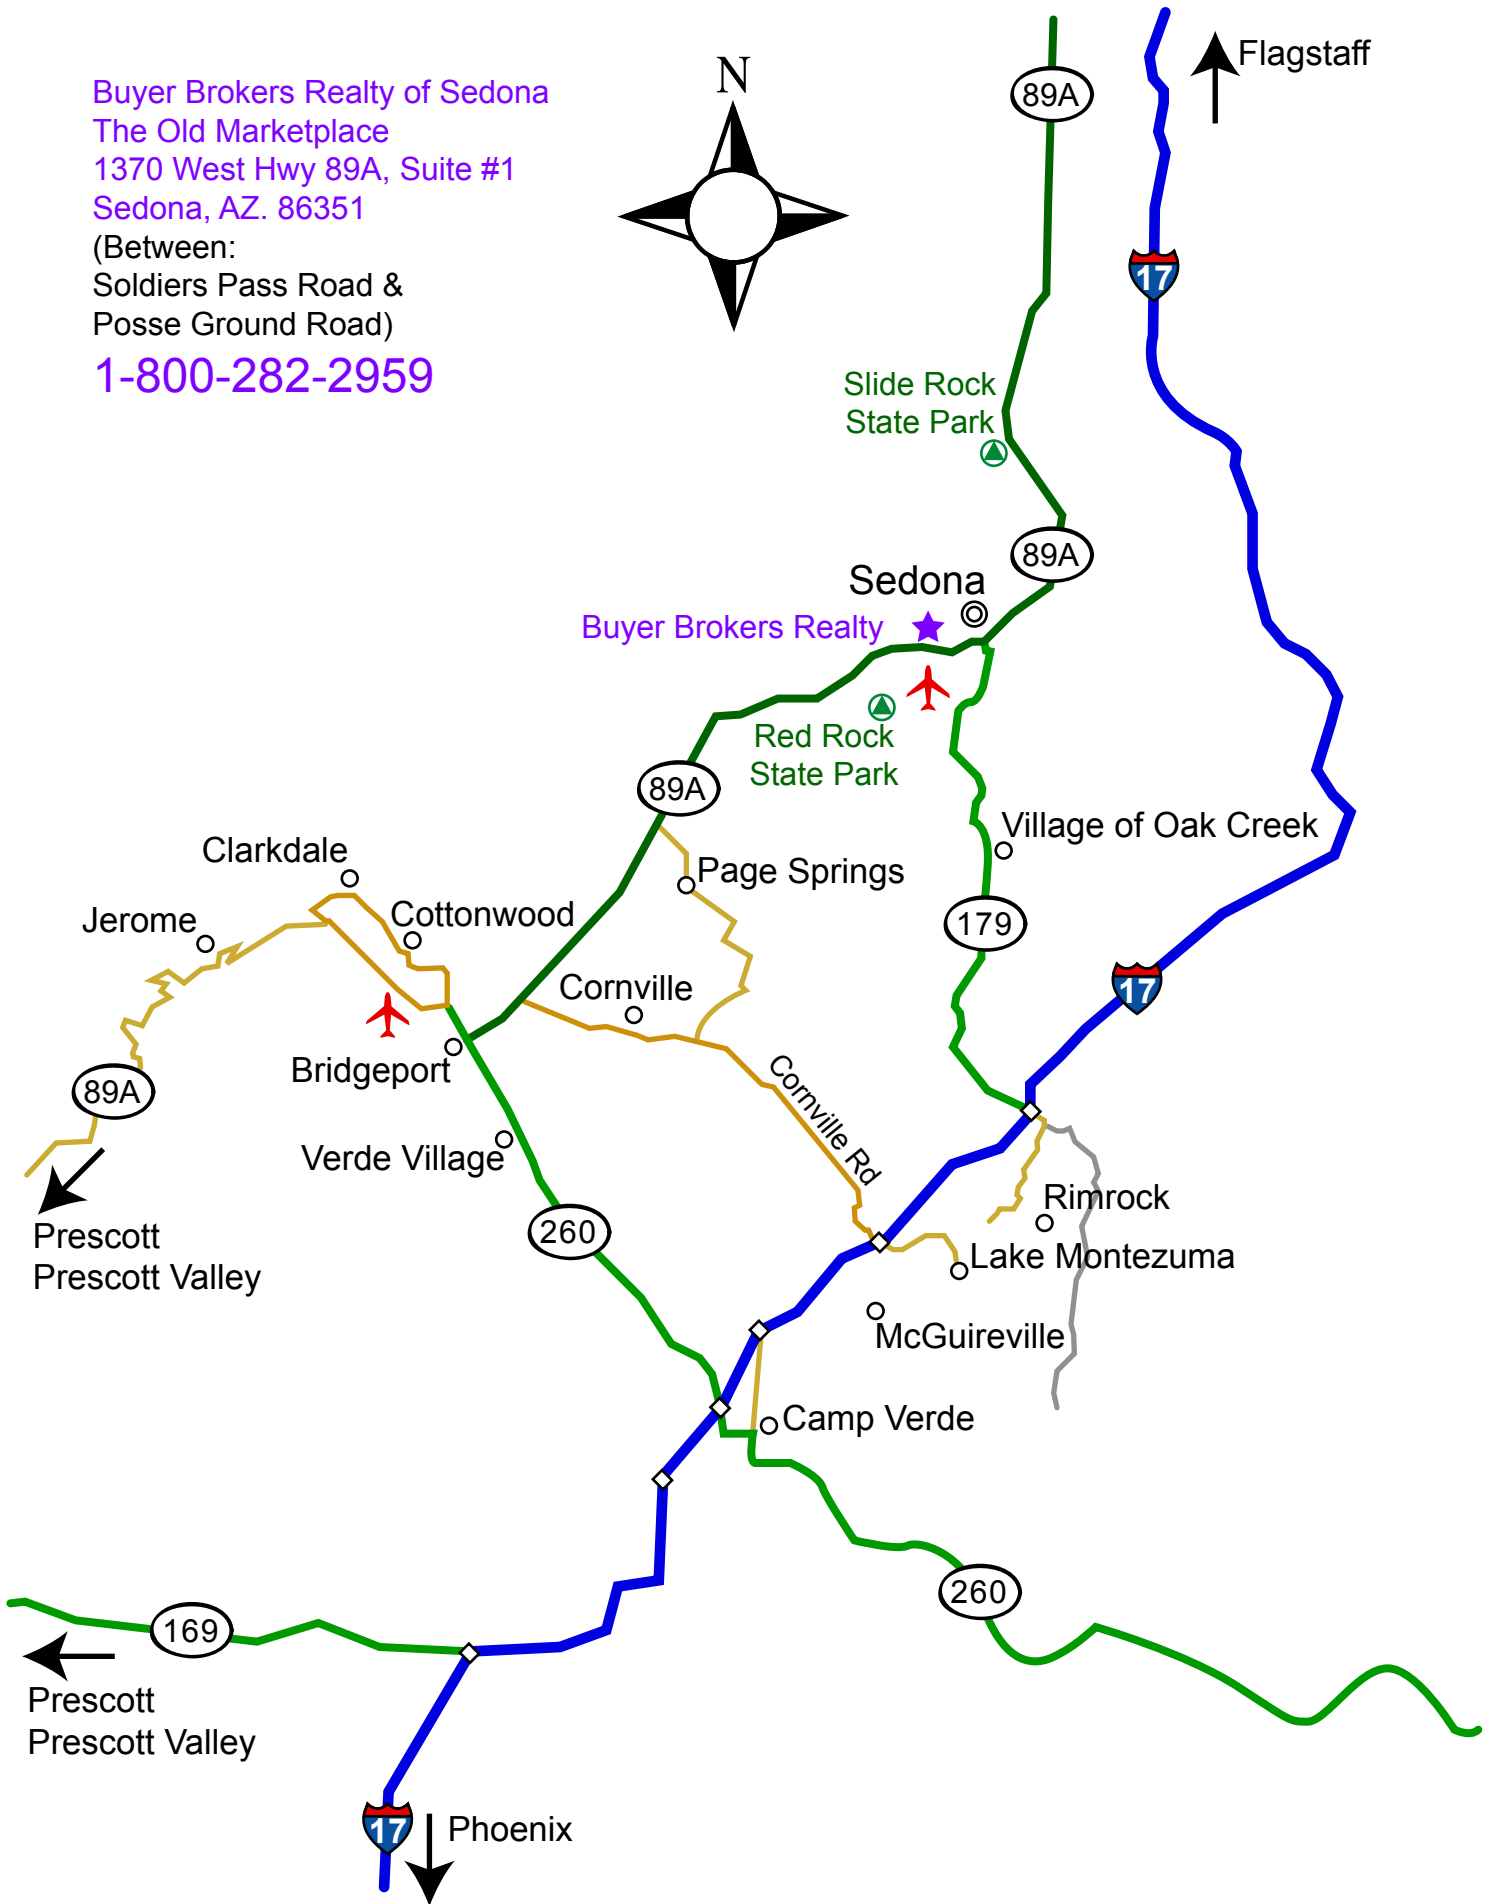 Buyer Brokers Realty of Sedona
The Old Marketplace
1370 West Hwy 89A, Suite #1
Sedona, AZ. 86351
(Between:
Soldiers Pass Road &
Posse Ground Road)
1-800-282-2959
N
89A
Flagstaff
17
Slide Rock
State Park
89A
Sedona
Buyer Brokers Realty
Red Rock
State Park
89A
Village of Oak Creek
Clarkdale
Page Springs
Cottonwood
Jerome
179
17
Cornville
Bridgeport
89A
Cornville Rd
Verde Village
Rimrock
260
Prescott
Prescott Valley
Lake Montezuma
McGuireville
Camp Verde
260
169
Prescott
Prescott Valley
17
Phoenix